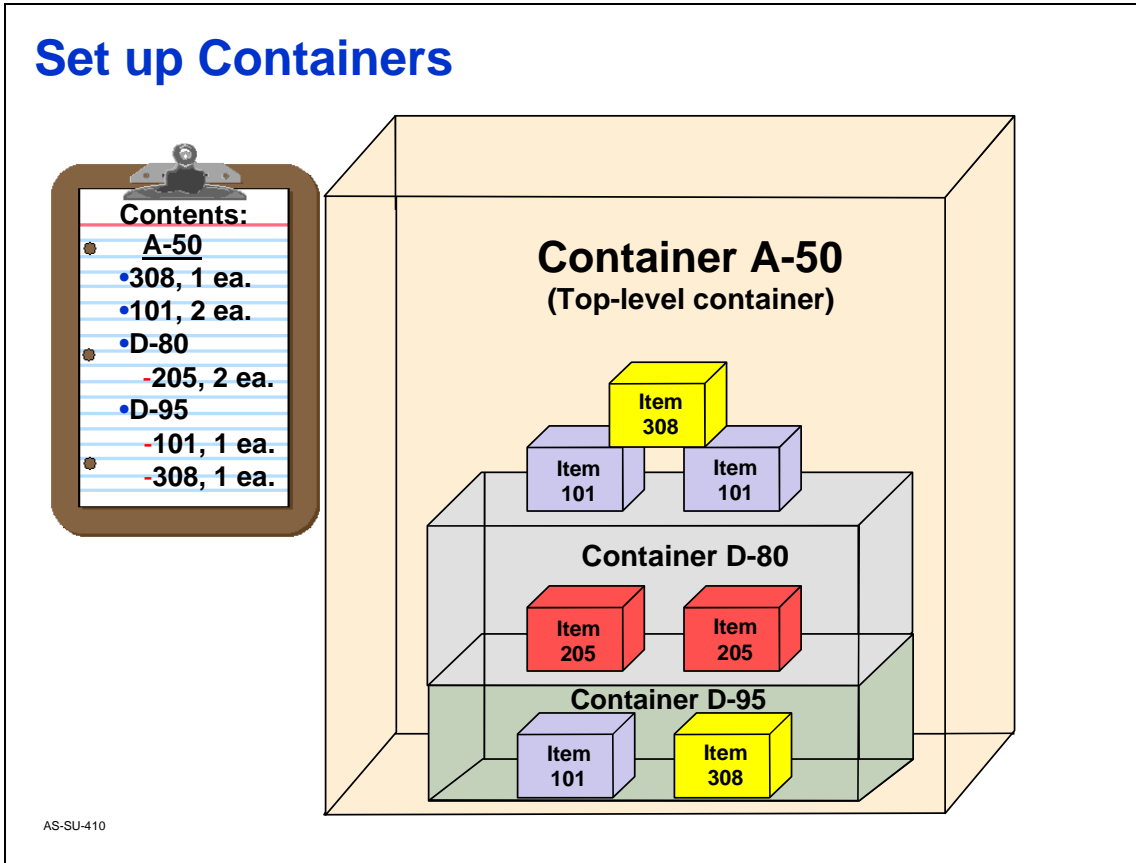 Set up Containers
Contents:
A-50
•308, 1 ea.
•101, 2 ea.
•D-80
-205, 2 ea.
•D-95
-101, 1 ea.
-308, 1 ea.
Container A-50
(Top-level container)
Item
308
Item
101
Item
101
Container D-80
Item
205
Item
205
Container D-95
Item
101
Item
308
AS-SU-410